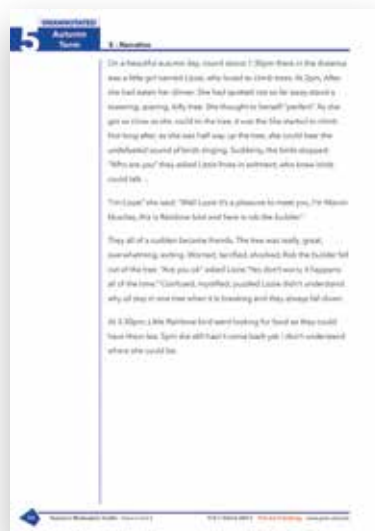 UNANNOTATED
5 Autumn Term
5 : Narrative
On a beautiful autumn day, round about 1:30pm there in the distance
was a little girl named Lizzie, who loved to climb trees. At 2pm, After
she had eaten her dinner. She had spotted not so far away stood a
towering, soaring, lofty tree. She thought to herself "perfect". As she
got as close as she could to the tree, it was the She started to climb.
Not long after, as she was half way up the tree, she could hear the
undefeated sound of birds singing. Suddenly, the birds stopped.
"Who are you" they asked Lizzie froze in who knew birds
could talk...
"I'm Lizzie" she said. "Well Lizzie it's a pleasure to meet you, I'm Marvin
Muscles, this is Rainbow bird and here is rob the builder."
They all of a sudden became friends. The tree was really, great,
overwhelming, exiting. Worried, terrified, shocked, Rob the builder fell
out of the tree. "Are you ok" asked Lizzie "Yes don't worry it happens
all of the time." Confused, mystified, puzzled Lizzie didn't understand
why all stay in one tree when it is breaking and they always fall down.
At 3:30pm, Little Rainbow bird went looking for food so they could
have there tea. 5pm she still hasn't come back yet. I don't understand
where she could be.